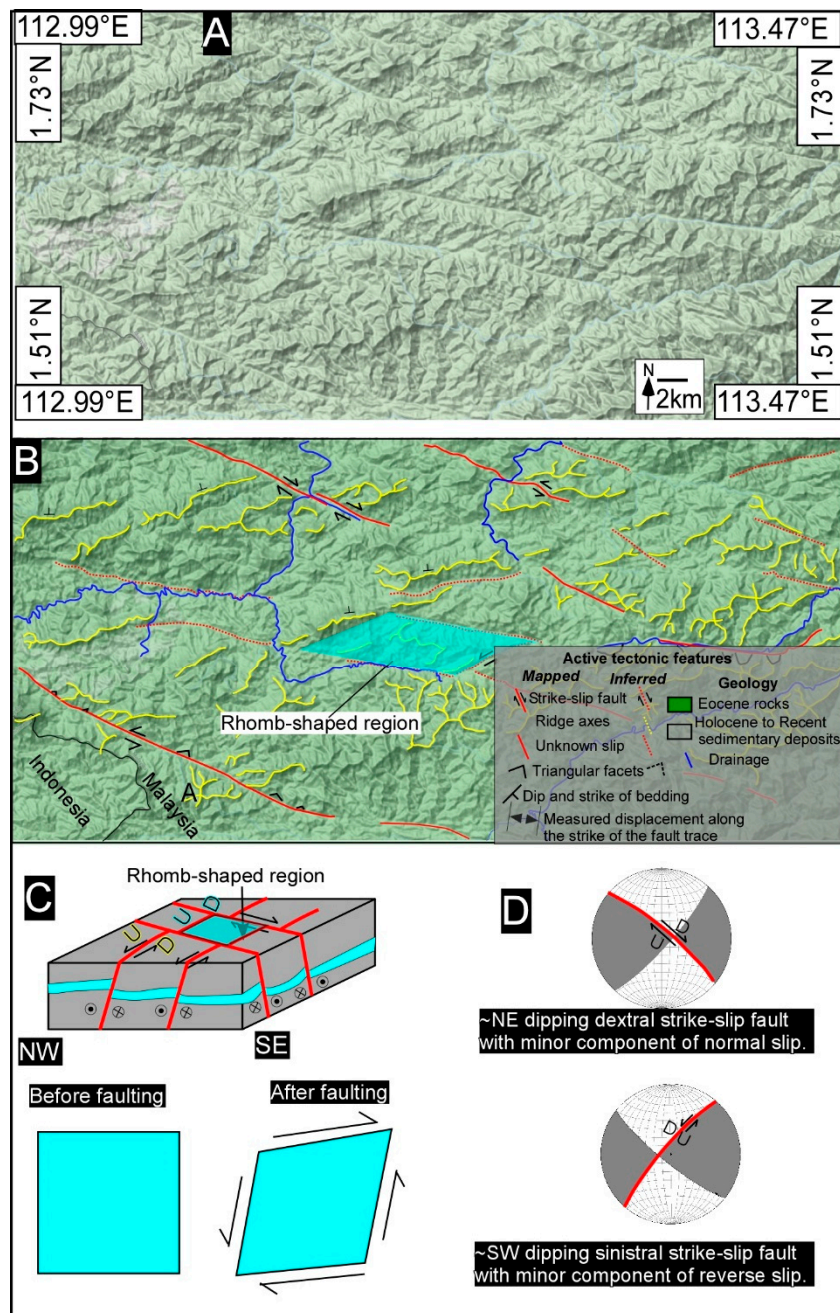 112.99°E
A
113.47°E
1.73°N
1.73°N
1.51°N
1.51°N
N
2km
112.99°E
113.47°E
B
Rhomb-shaped region
Indonesia
Malaysia
A
Active tectonic features
Mapped
Inferred
Geology
Strike-slip fault
Ridge axes
Unknown slip
Triangular facets
Dip and strike of bedding
Measured displacement along
the strike of the fault trace
Eocene rocks
Holocene to Recent
sedimentary deposits
Drainage
C
Rhomb-shaped region
U D
U D
NW
SE
Before faulting
After faulting
D
D
U
~NE dipping dextral strike-slip fault
with minor component of normal slip.
D
U
~SW dipping sinistral strike-slip fault
with minor component of reverse slip.